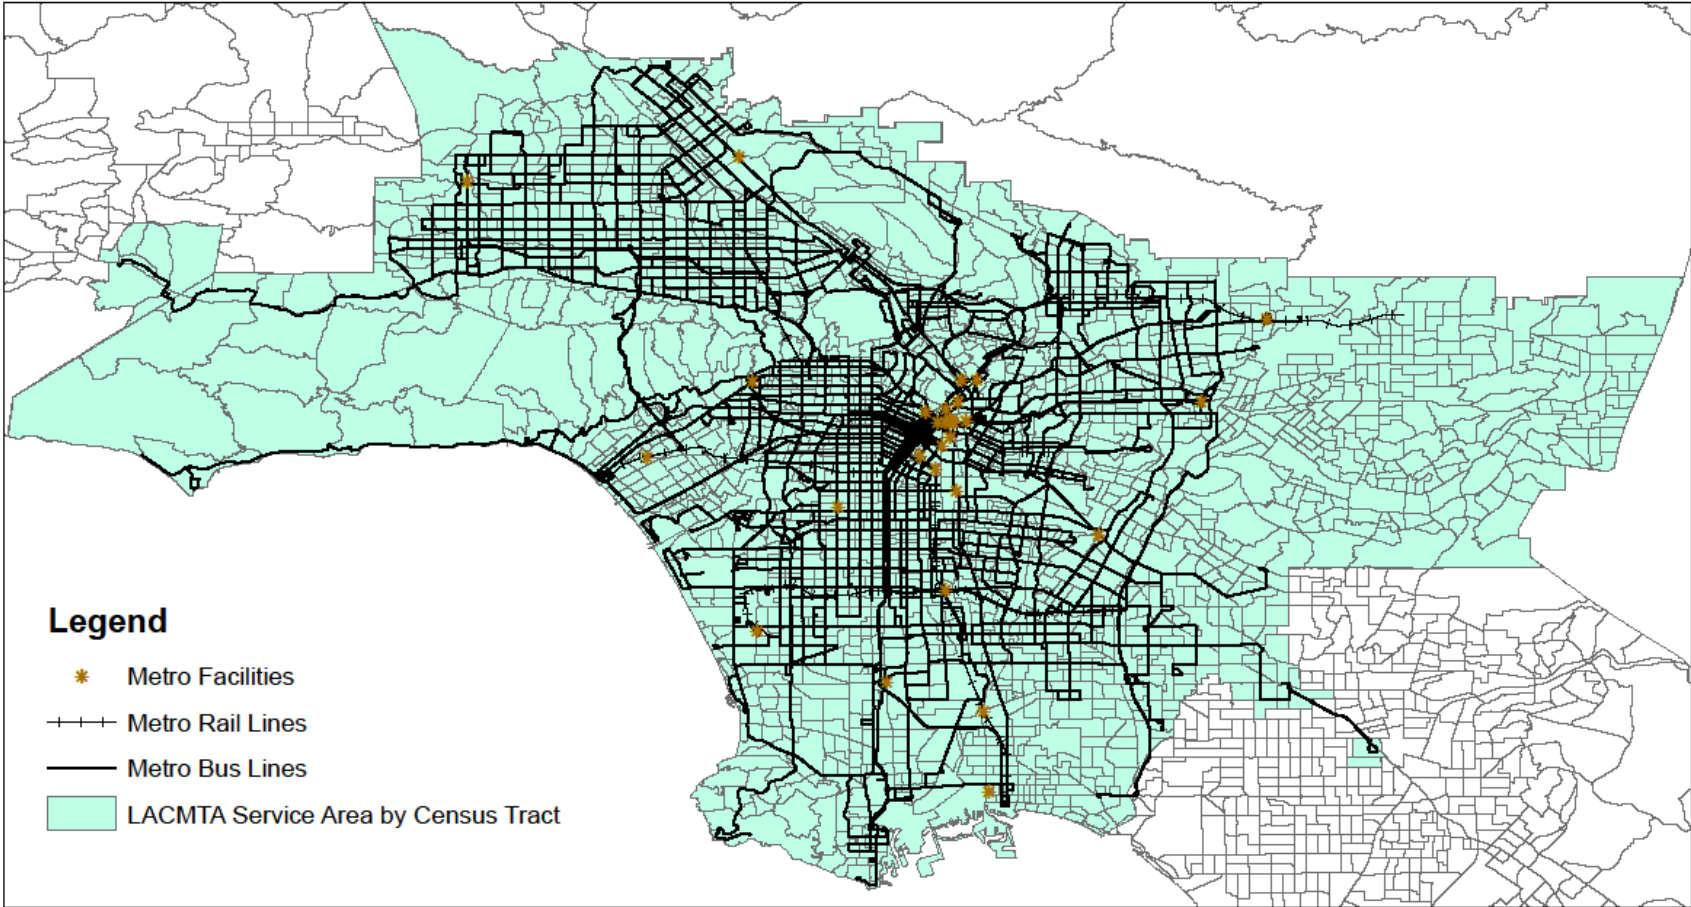 Legend
Metro Facilities
Metro Rail Lines
Metro Bus Lines
LACMTA Service Area by Census Tract